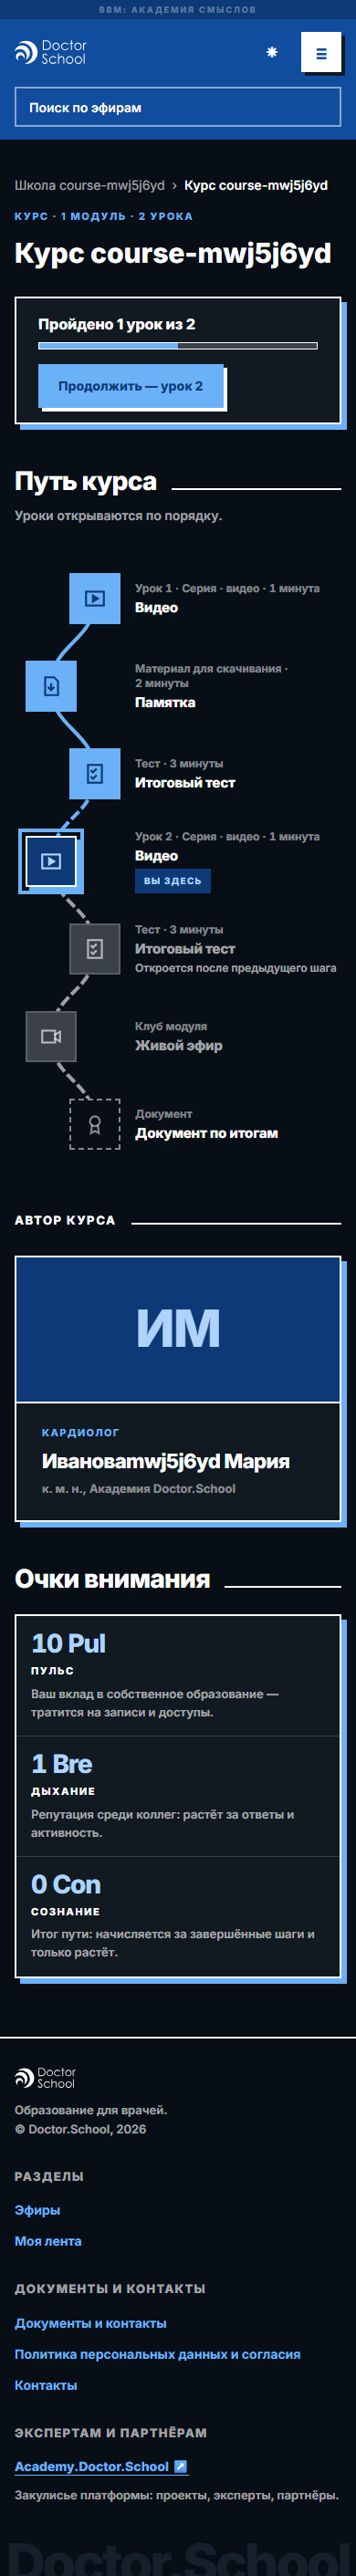 ВВМ: АКАДЕМИЯ СМЫСЛОВ
Doctor
School
Поиск по эфирам
Школа course-mwj5j6yd › Курс course-mwj5j6yd
КУРС · 1 МОДУЛЬ · 2 УРОКА
Курс course-mwj5j6yd
Пройдено 1 урок из 2
Продолжить — урок 2
Путь курса
Уроки открываются по порядку.
Урок 1 · Серия · видео · 1 минута
Видео
Материал для скачивания ·
2 минуты
Памятка
Тест · 3 минуты
Итоговый тест
Урок 2 · Серия · видео · 1 минута
Видео
ВЫ ЗДЕСЬ
Тест · 3 минуты
Итоговый тест
Откроется после предыдущего шага
Клуб модуля
Живой эфир
Документ
Документ по итогам
АВТОР КУРСА
ИМ
КАРДИОЛОГ
Ивановаmwj5j6yd Мария
к. м. н., Академия Doctor.School
Очки внимания
10 Pul
ПУЛЬС
Ваш вклад в собственное образование —
тратится на записи и доступы.
1 Bre
ДЫХАНИЕ
Репутация среди коллег: растёт за ответы и
активность.
0 Con
СОЗНАНИЕ
Итог пути: начисляется за завершённые шаги и
только растёт.
Doctor
School
Образование для врачей.
© Doctor.School, 2026
РАЗДЕЛЫ
Эфиры
Моя лента
ДОКУМЕНТЫ И КОНТАКТЫ
Документы и контакты
Политика персональных данных и согласия
Контакты
ЭКСПЕРТАМ И ПАРТНЁРАМ
Academy.Doctor.School ↗
Закулисье платформы: проекты, эксперты, партнёры.
Doctor.School